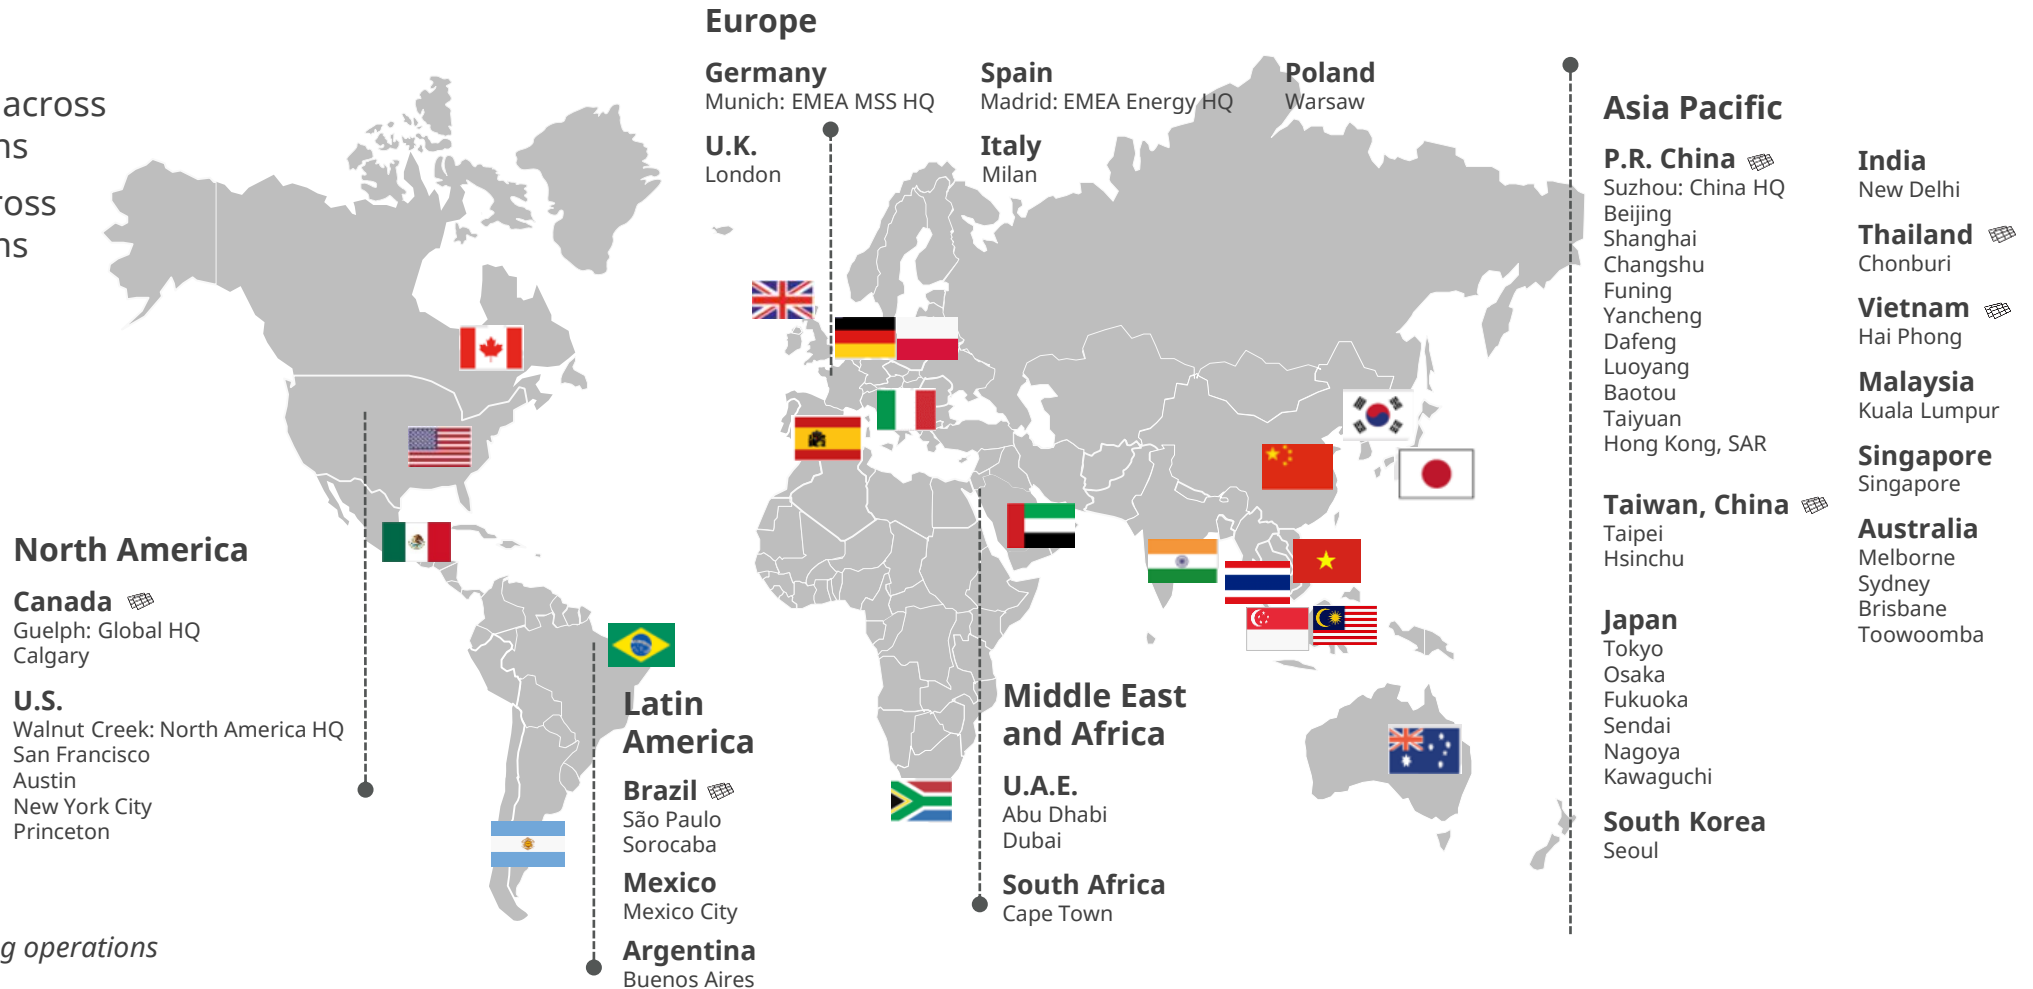 across
ns
ross
ns
Europe
Germany
Munich: EMEA MSS HQ
U.K.
London
Spain
Madrid: EMEA Energy HQ
Italy
Milan
Poland
Warsaw
Asia Pacific
P.R. China
Suzhou: China HQ
Beijing
Shanghai
Changshu
Funing
Yancheng
Dafeng
Luoyang
Baotou
Taiyuan
Hong Kong, SAR
Taiwan, China
Taipei
Hsinchu
Japan
Tokyo
Osaka
Fukuoka
Sendai
Nagoya
Kawaguchi
South Korea
Seoul
India
New Delhi
Thailand
Chonburi
Vietnam
Hai Phong
Malaysia
Kuala Lumpur
Singapore
Singapore
Australia
Melborne
Sydney
Brisbane
Toowoomba
North America
Canada
Guelph: Global HQ
Calgary
U.S.
Walnut Creek: North America HQ
San Francisco
Austin
New York City
Princeton
Latin
America
Brazil
São Paulo
Sorocaba
Mexico
Mexico City
Argentina
Buenos Aires
Middle East
and Africa
U.A.E.
Abu Dhabi
Dubai
South Africa
Cape Town
g operations